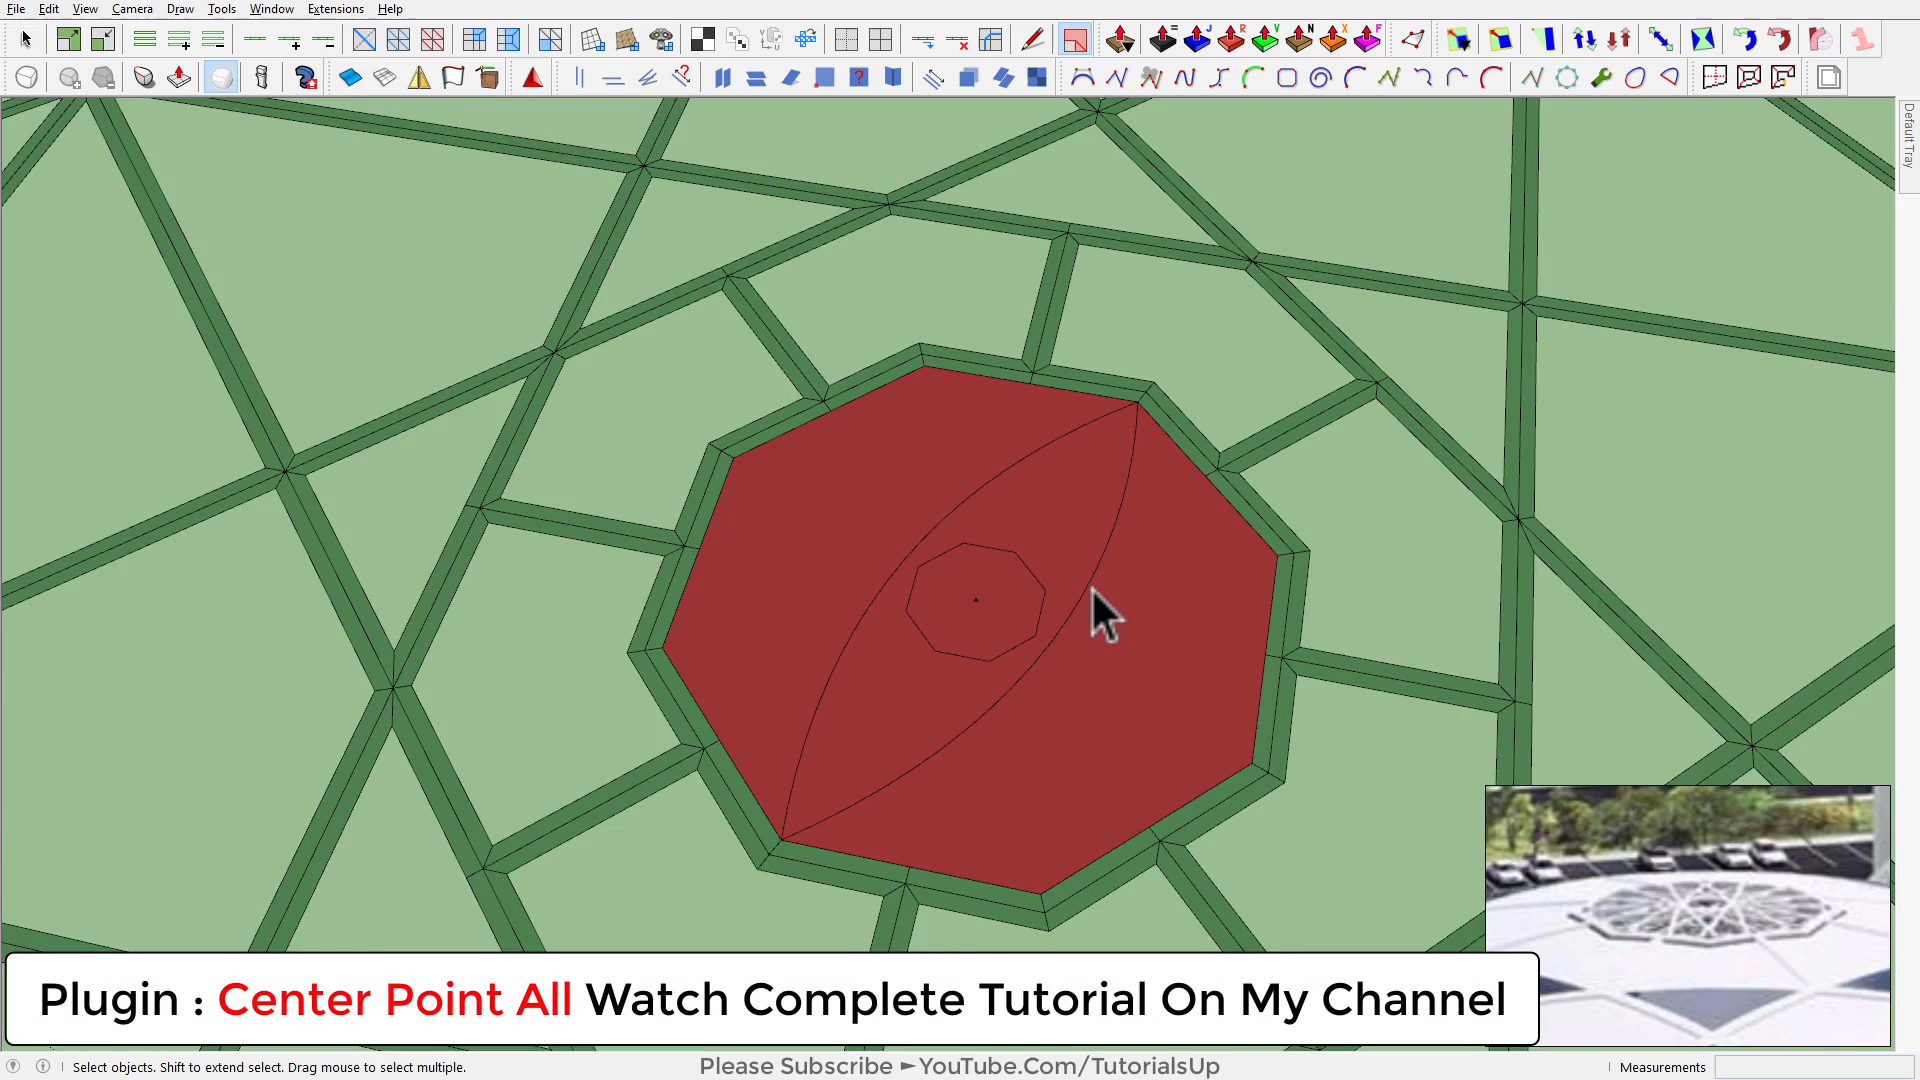 File Edit View Camera Draw Tools Window Extensions Help
Default Tray
Plugin : Center Point All Watch Complete Tutorial On My Channel
Select objects. Shift to extend select. Drag mouse to select multiple.
Please Subscribe ►YouTube.Com/TutorialsUp
Measurements